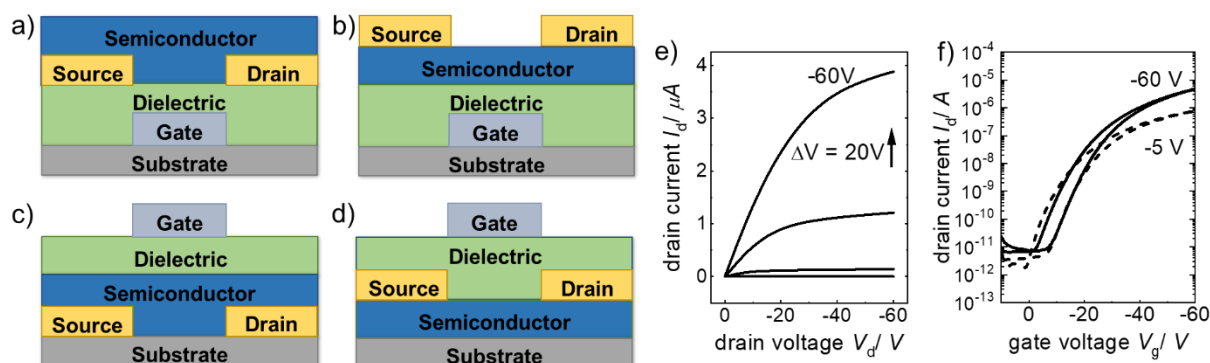 a)
Semiconductor
Source Drain
Dielectric
Gate
Substrate
b)
Source Drain
Semiconductor
Dielectric
Gate
Substrate
c)
Gate
Dielectric
Semiconductor
Source Drain
Substrate
d)
Gate
Dielectric
Source Drain
Semiconductor
Substrate
e)
drain current I_d/ μA
4
3
2
1
0
-60V
ΔV = 20V
0 -20 -40 -60
drain voltage V_d/ V
f)
drain current I_d/ A
10⁻⁴
10⁻⁵
10⁻⁶
10⁻⁷
10⁻⁸
10⁻⁹
10⁻¹⁰
10⁻¹¹
10⁻¹²
10⁻¹³
-60 V
-5 V
0 -20 -40 -60
gate voltage V_g/ V